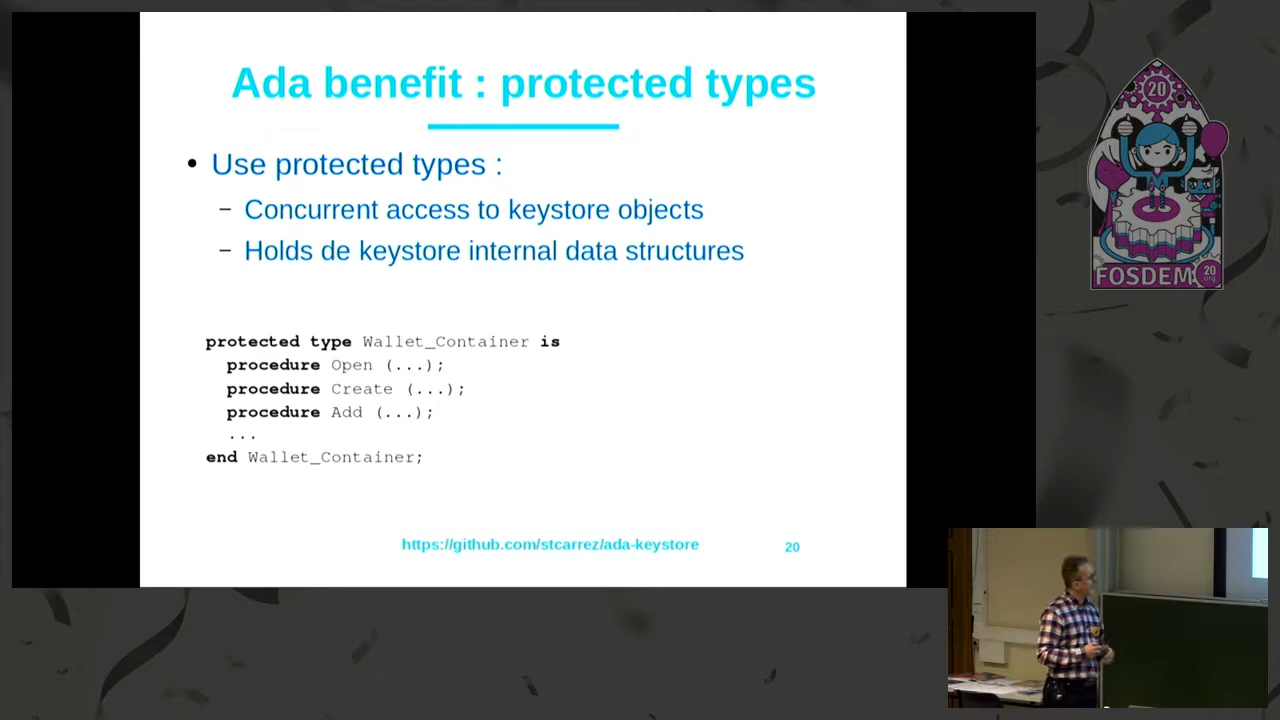 Ada benefit : protected types
Use protected types :
Concurrent access to keystore objects
Holds de keystore internal data structures
protected type Wallet_Container is
procedure Open (...);
procedure Create (...);
procedure Add (...);
...
end Wallet_Container;
https://github.com/stcarrez/ada-keystore
20
20
FOSDEM
20
org